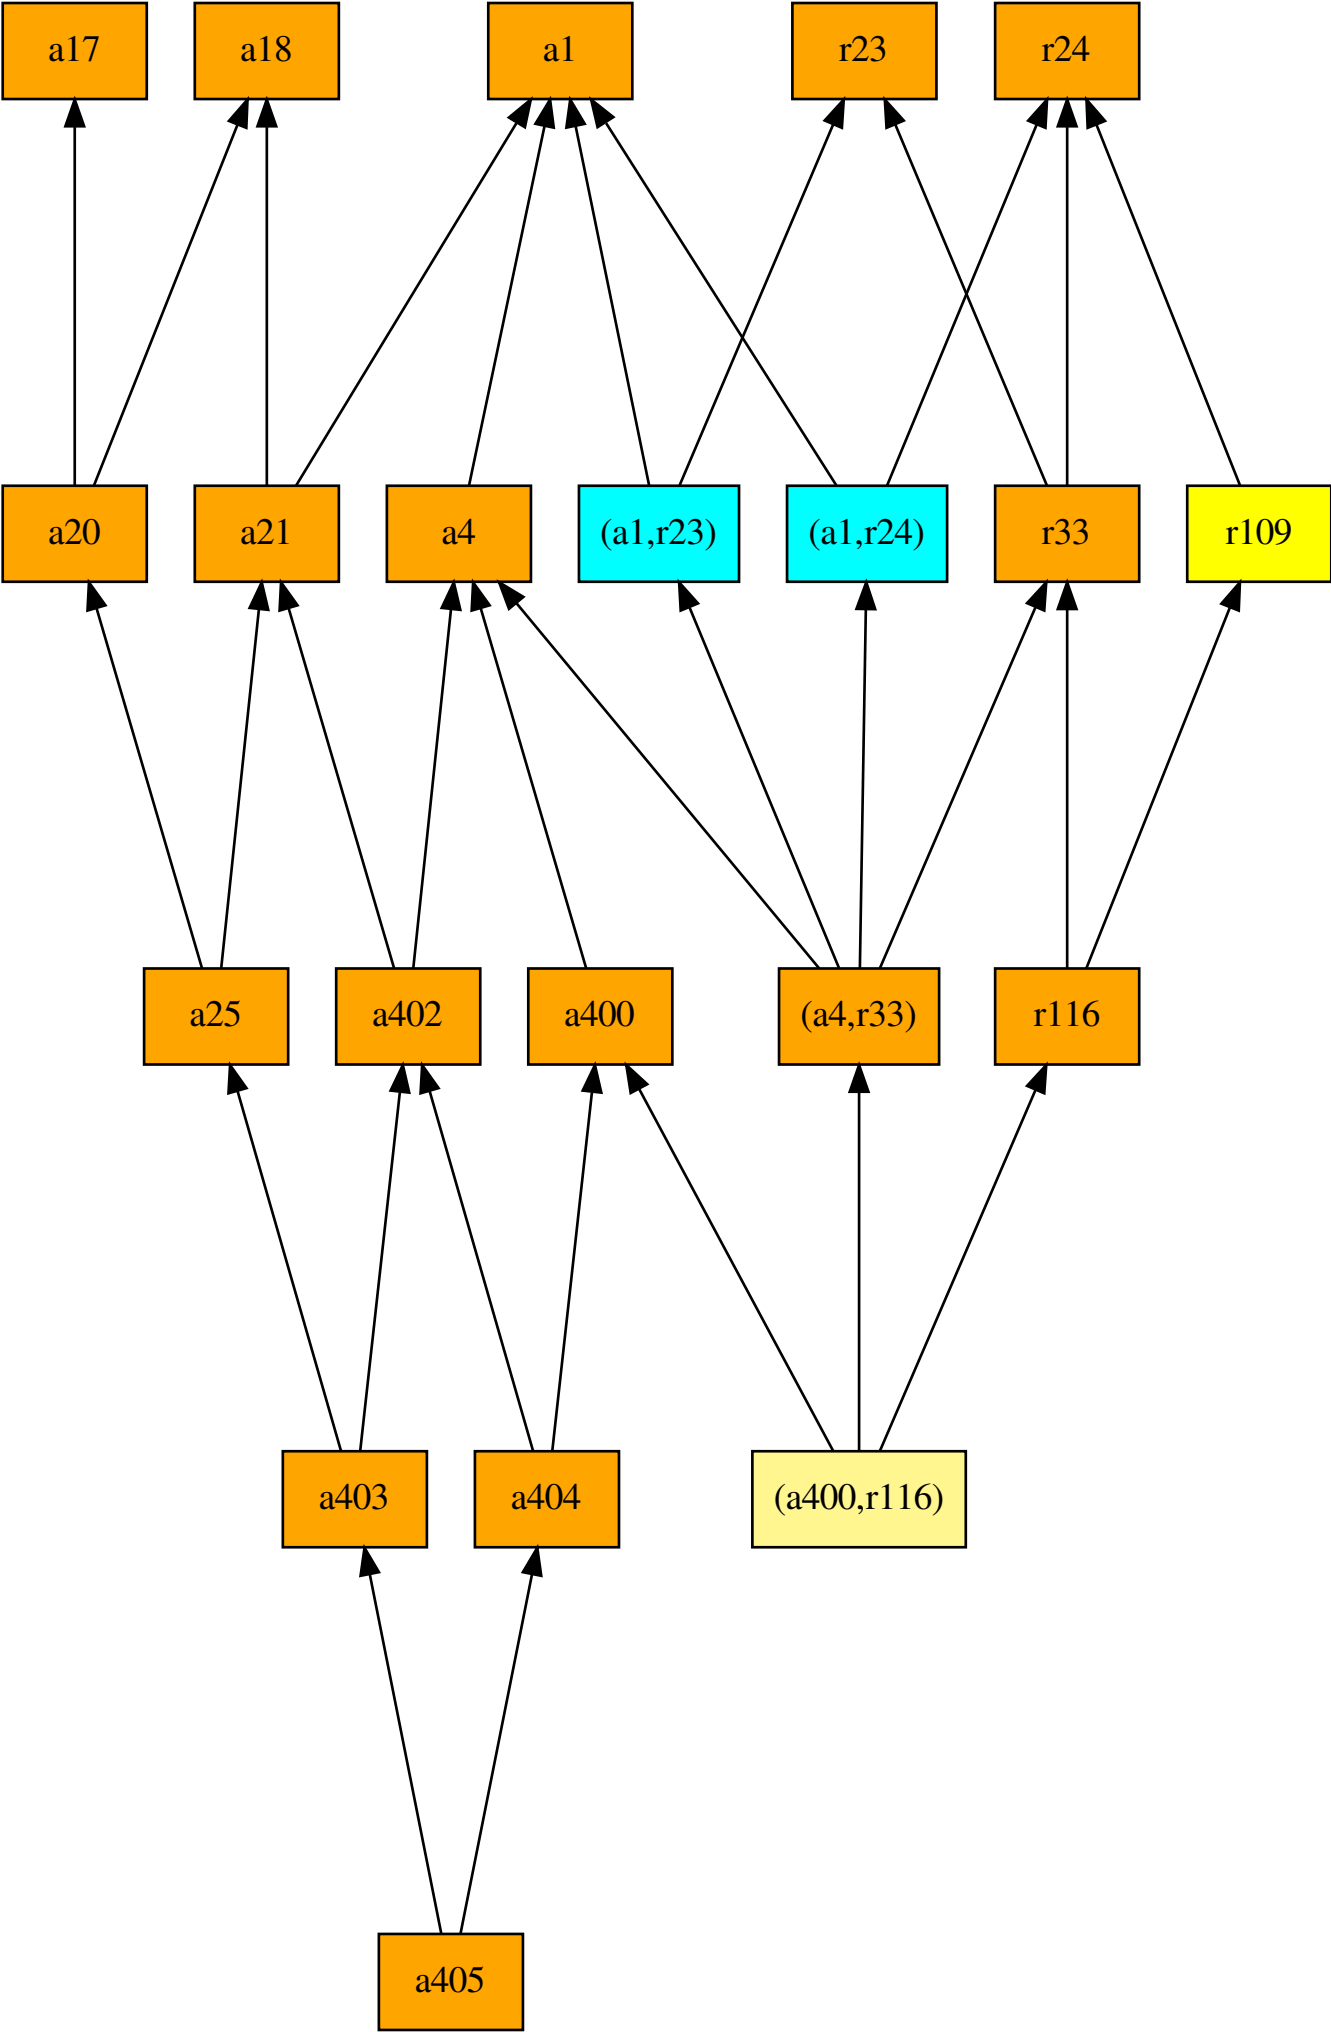 a17
a18
a1
r23
r24
a20
a21
a4
(a1,r23)
(a1,r24)
r33
r109
a25
a402
a400
(a4,r33)
r116
a403
a404
(a400,r116)
a405